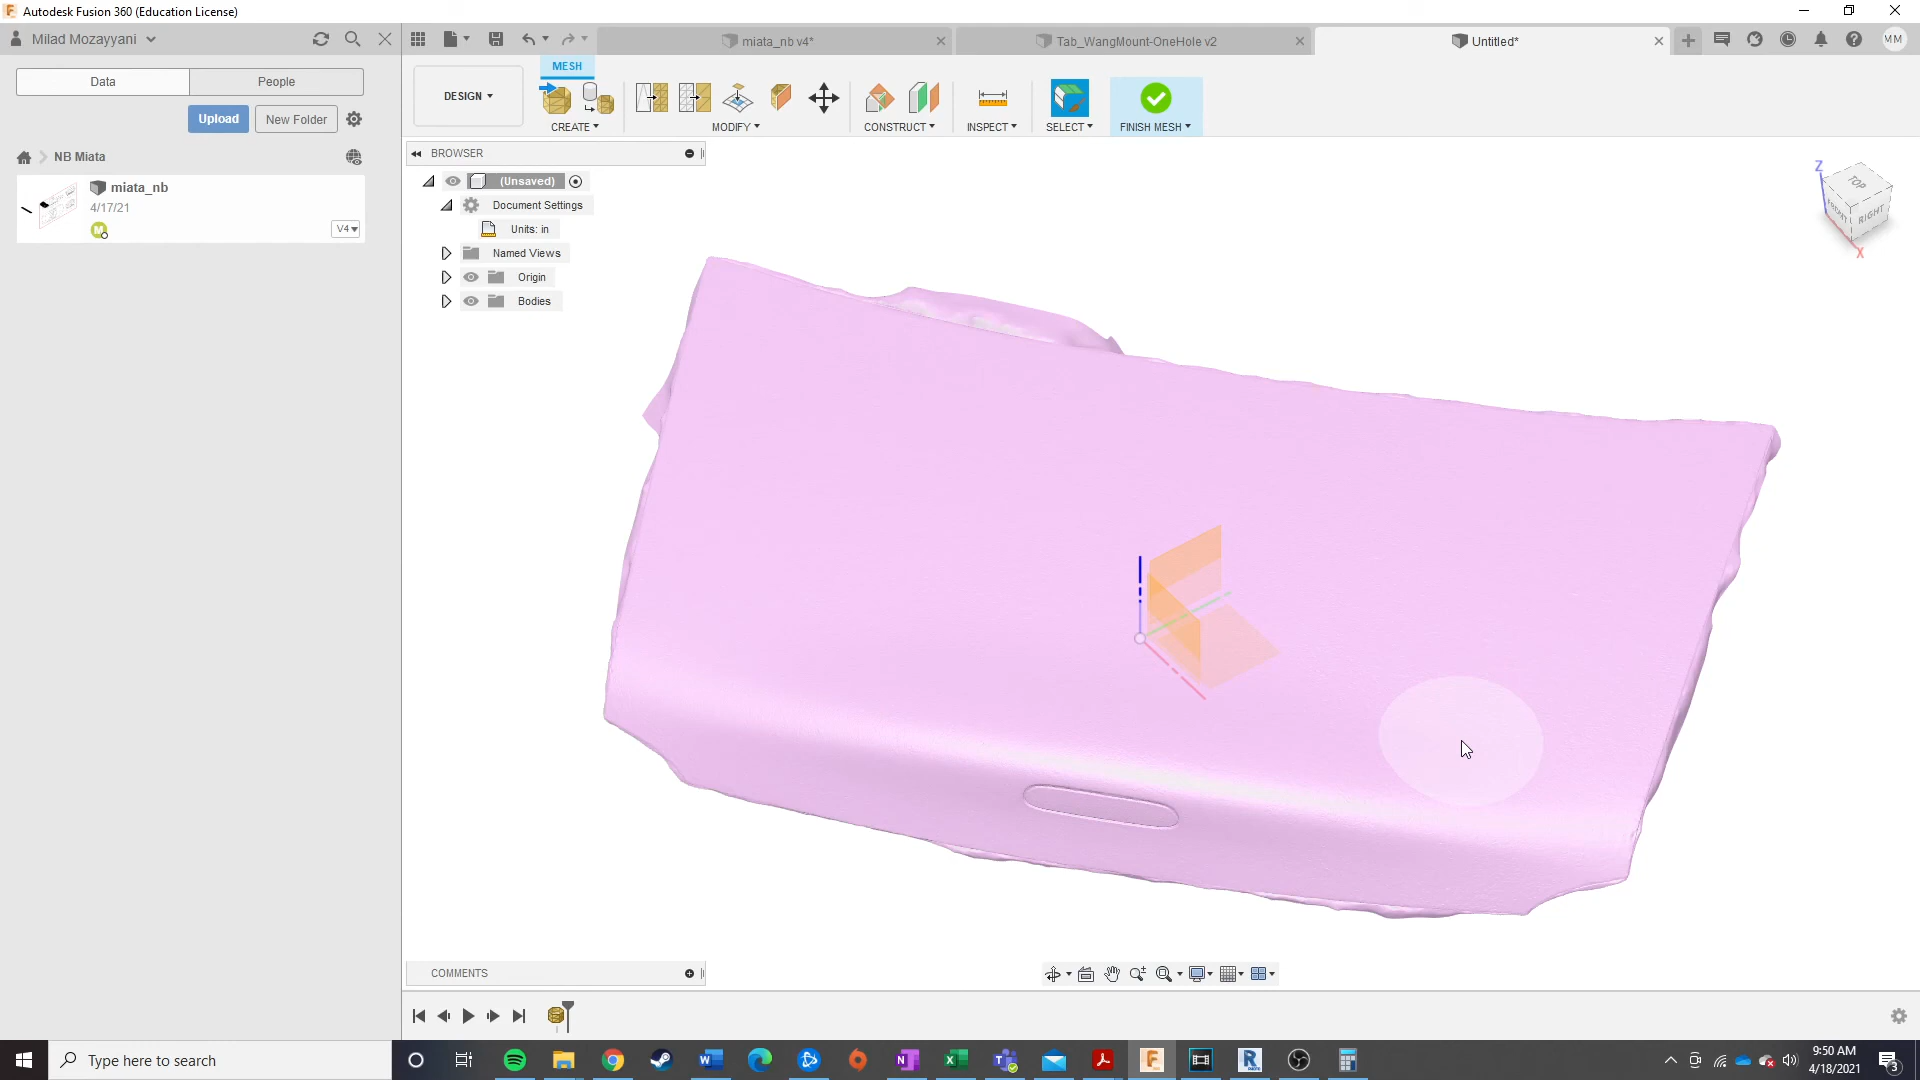 Autodesk Fusion 360 (Education License)
Milad Mozayyani
miata_nb v4*
Tab_WangMount-OneHole v2
Untitled*
MM
Data
People
MESH
DESIGN
CREATE
MODIFY
CONSTRUCT
INSPECT
SELECT
FINISH MESH
Upload
New Folder
NB Miata
miata_nb
4/17/21
V4
BROWSER
(Unsaved)
Document Settings
Units: in
Named Views
Origin
Bodies
Z
TOP
FRONT
RIGHT
X
COMMENTS
Type here to search
9:50 AM
4/18/2021
3